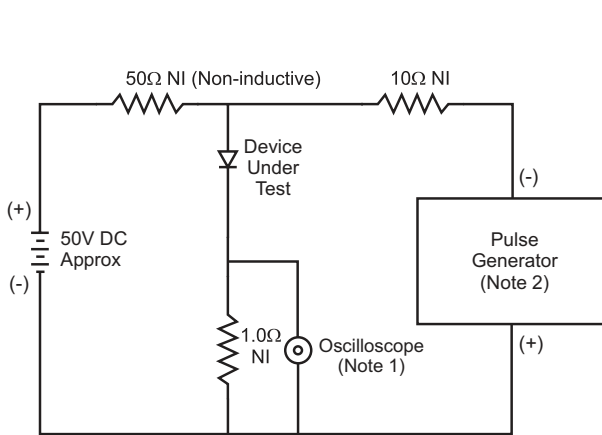 50Ω NI (Non-inductive)
10Ω NI
Device
Under
Test
(-)
(+)
50V DC
Approx
(-)
Pulse
Generator
(Note 2)
1.0Ω
NI
Oscilloscope
(Note 1)
(+)